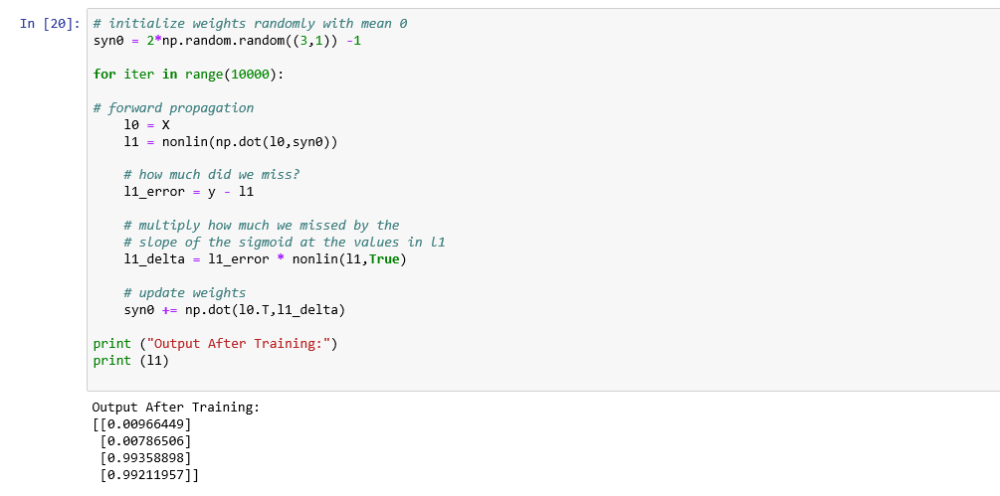 In [20]: # initialize weights randomly with mean 0
syn0 = 2*np.random.random((3,1)) -1
for iter in range(10000):
# forward propagation
    l0 = X
    l1 = nonlin(np.dot(l0,syn0))
    # how much did we miss?
    l1_error = y - l1
    # multiply how much we missed by the
    # slope of the sigmoid at the values in l1
    l1_delta = l1_error * nonlin(l1,True)
    # update weights
    syn0 += np.dot(l0.T,l1_delta)
print ("Output After Training:")
print (l1)
Output After Training:
[[0.00966449]
 [0.00786506]
 [0.99358898]
 [0.99211957]]